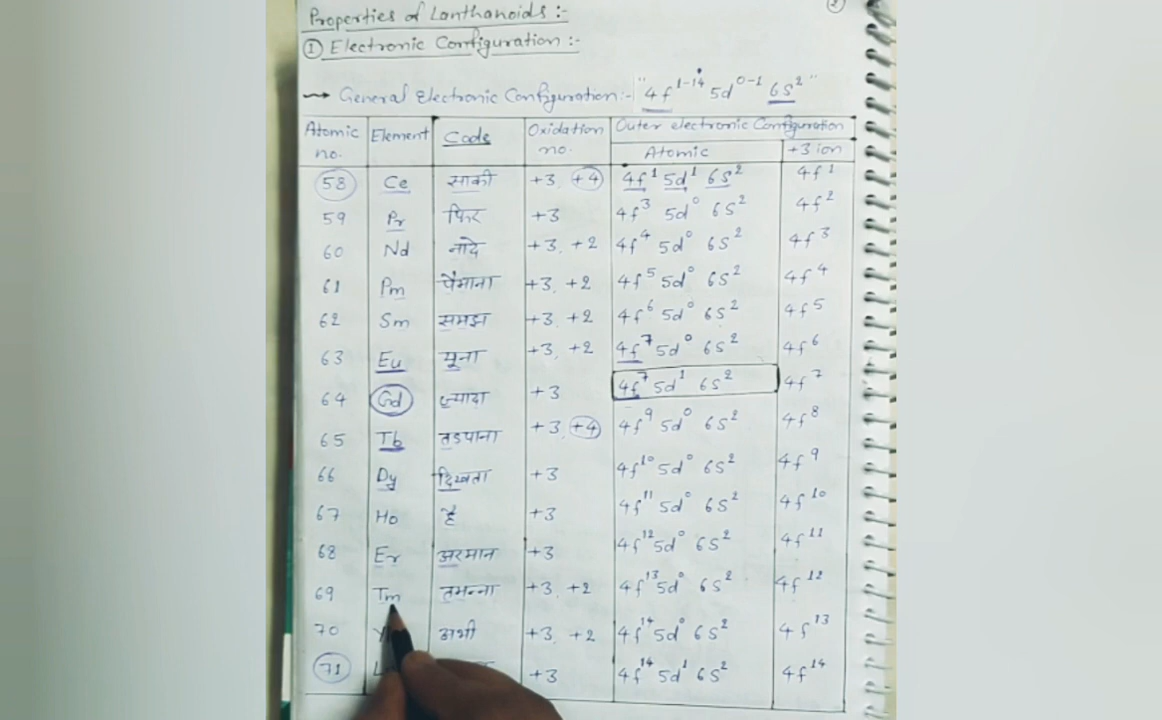 2
Properties of Lanthanoids :-
① Electronic Configuration :-
→ General Electronic Configuration:- "4f¹⁻¹⁴ 5d⁰⁻¹ 6s²"
Atomic no. Element Code Oxidation no. Outer electronic Configuration
Atomic +3 ion
58 Ce साकी +3, +4 4f¹ 5d¹ 6s² 4f¹
59 Pr फिर +3 4f³ 5d⁰ 6s² 4f²
60 Nd नादे +3, +2 4f⁴ 5d⁰ 6s² 4f³
61 Pm पैमाना +3, +2 4f⁵ 5d⁰ 6s² 4f⁴
62 Sm समझ +3, +2 4f⁶ 5d⁰ 6s² 4f⁵
63 Eu यूना +3, +2 4f⁷ 5d⁰ 6s² 4f⁶
64 Gd +3 4f⁷ 5d¹ 6s² 4f⁷
65 Tb तडपाना +3, +4 4f⁹ 5d⁰ 6s² 4f⁸
66 Dy दिखता +3 4f¹⁰ 5d⁰ 6s² 4f⁹
67 Ho है +3 4f¹¹ 5d⁰ 6s² 4f¹⁰
68 Er अरमान +3 4f¹² 5d⁰ 6s² 4f¹¹
69 Tm तमन्ना +3, +2 4f¹³ 5d⁰ 6s² 4f¹²
70 अभी +3, +2 4f¹⁴ 5d⁰ 6s² 4f¹³
71 +3 4f¹⁴ 5d¹ 6s² 4f¹⁴